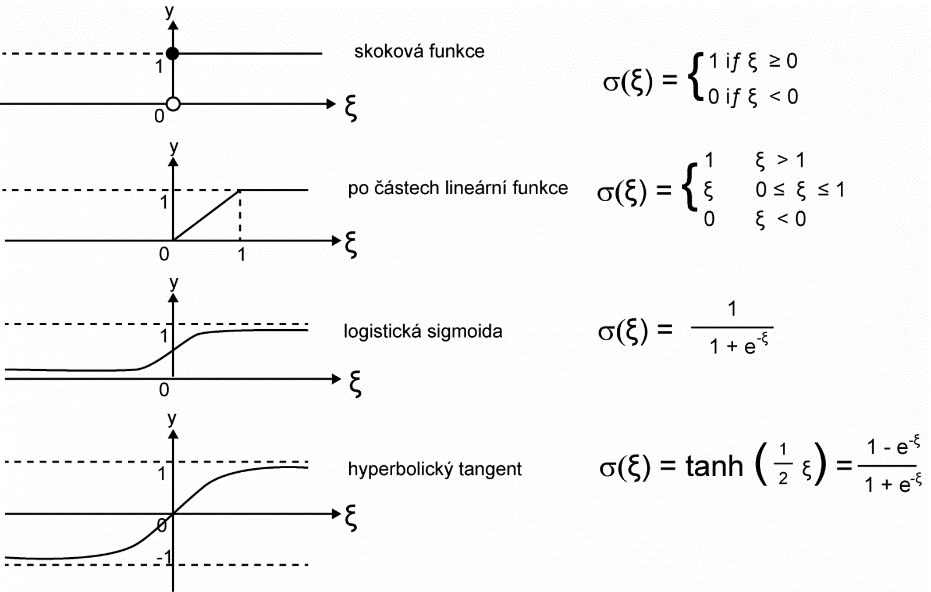 y
1
0
ξ
skoková funkce
σ(ξ) = { 1 if ξ ≥ 0
0 if ξ < 0
y
1
0
1
ξ
po částech lineární funkce
σ(ξ) = { 1 ξ > 1
ξ 0 ≤ ξ ≤ 1
0 ξ < 0
y
1
0
ξ
logistická sigmoida
σ(ξ) = 1 / 1 + e^-ξ
y
1
0
-1
ξ
hyperbolický tangent
σ(ξ) = tanh ( 1/2 ξ ) = 1 - e^-ξ / 1 + e^-ξ